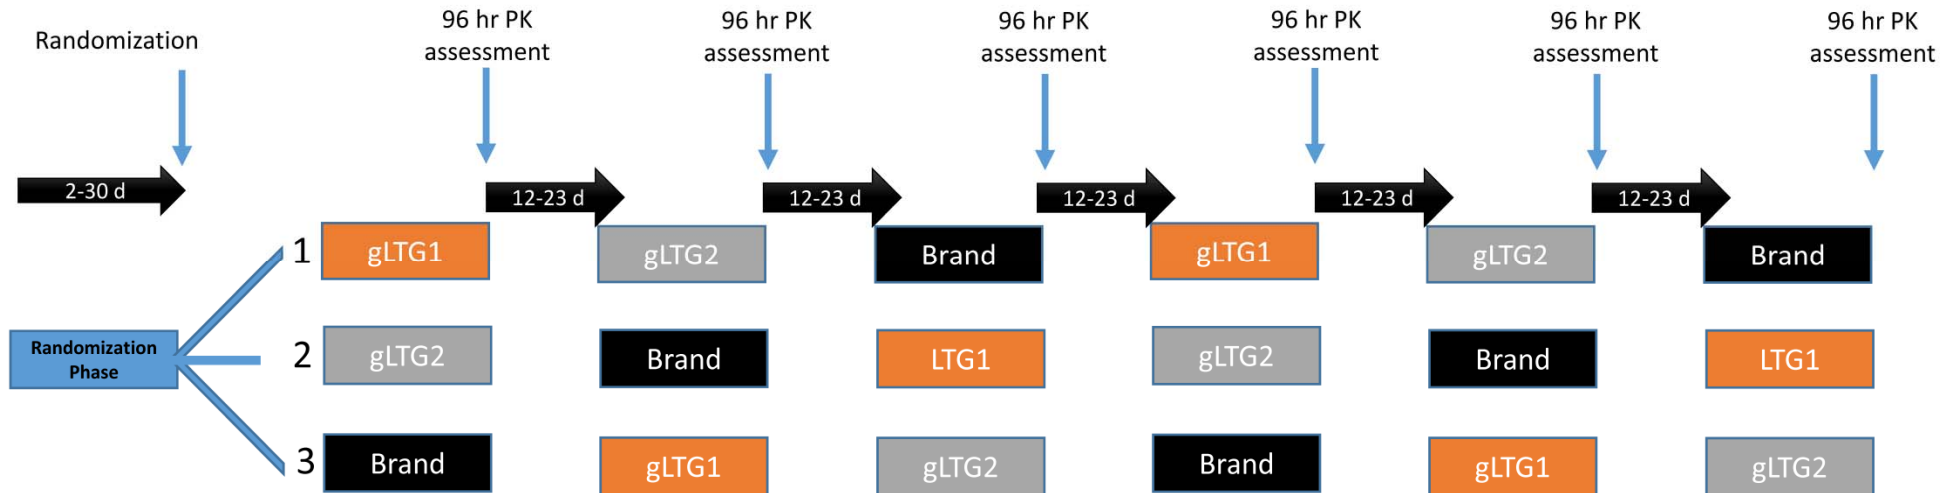 Randomization
96 hr PK
assessment
96 hr PK
assessment
96 hr PK
assessment
96 hr PK
assessment
96 hr PK
assessment
96 hr PK
assessment
2-30 d
12-23 d
12-23 d
12-23 d
12-23 d
12-23 d
1
gLTG1
gLTG2
Brand
gLTG1
gLTG2
Brand
Randomization
Phase
2
gLTG2
Brand
LTG1
gLTG2
Brand
LTG1
3
Brand
gLTG1
gLTG2
Brand
gLTG1
gLTG2